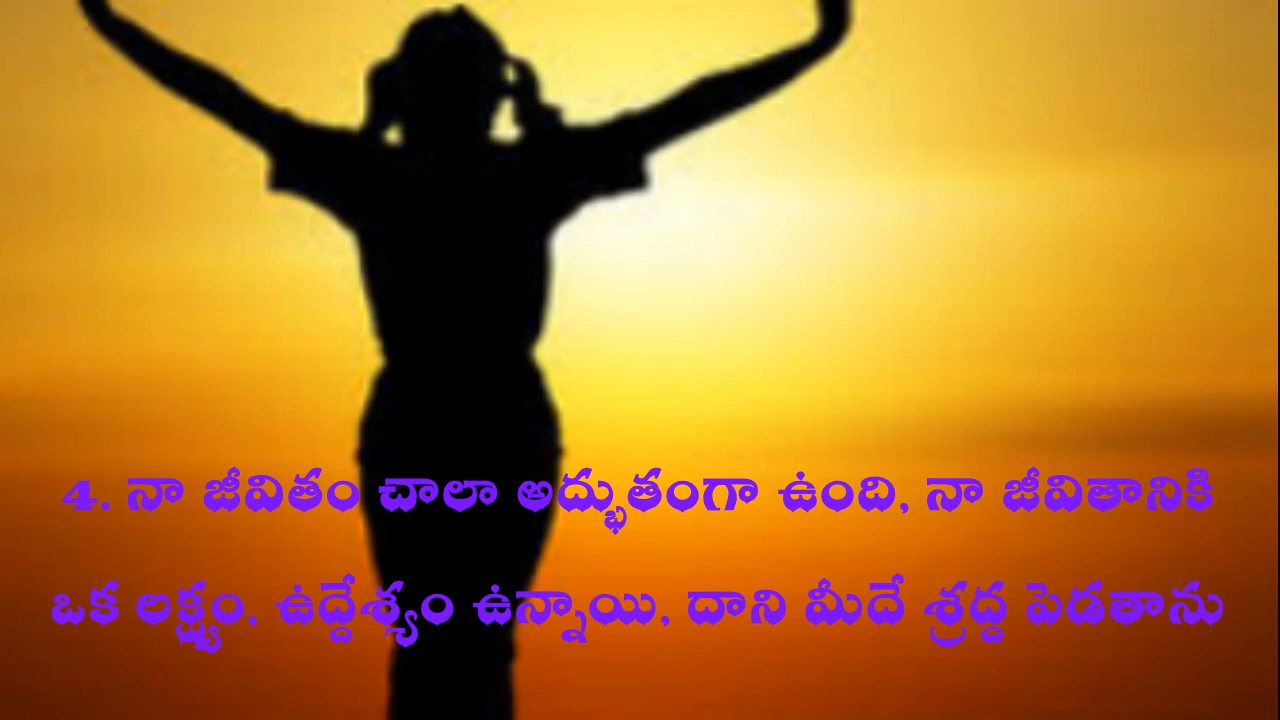 4. నా జీవితం చాలా అద్భుతంగా ఉంది, నా జీవితానికి
ఒక లక్ష్యం, ఉద్దేశ్యం ఉన్నాయి, దాని మీదే శ్రద్ద పెడతాను